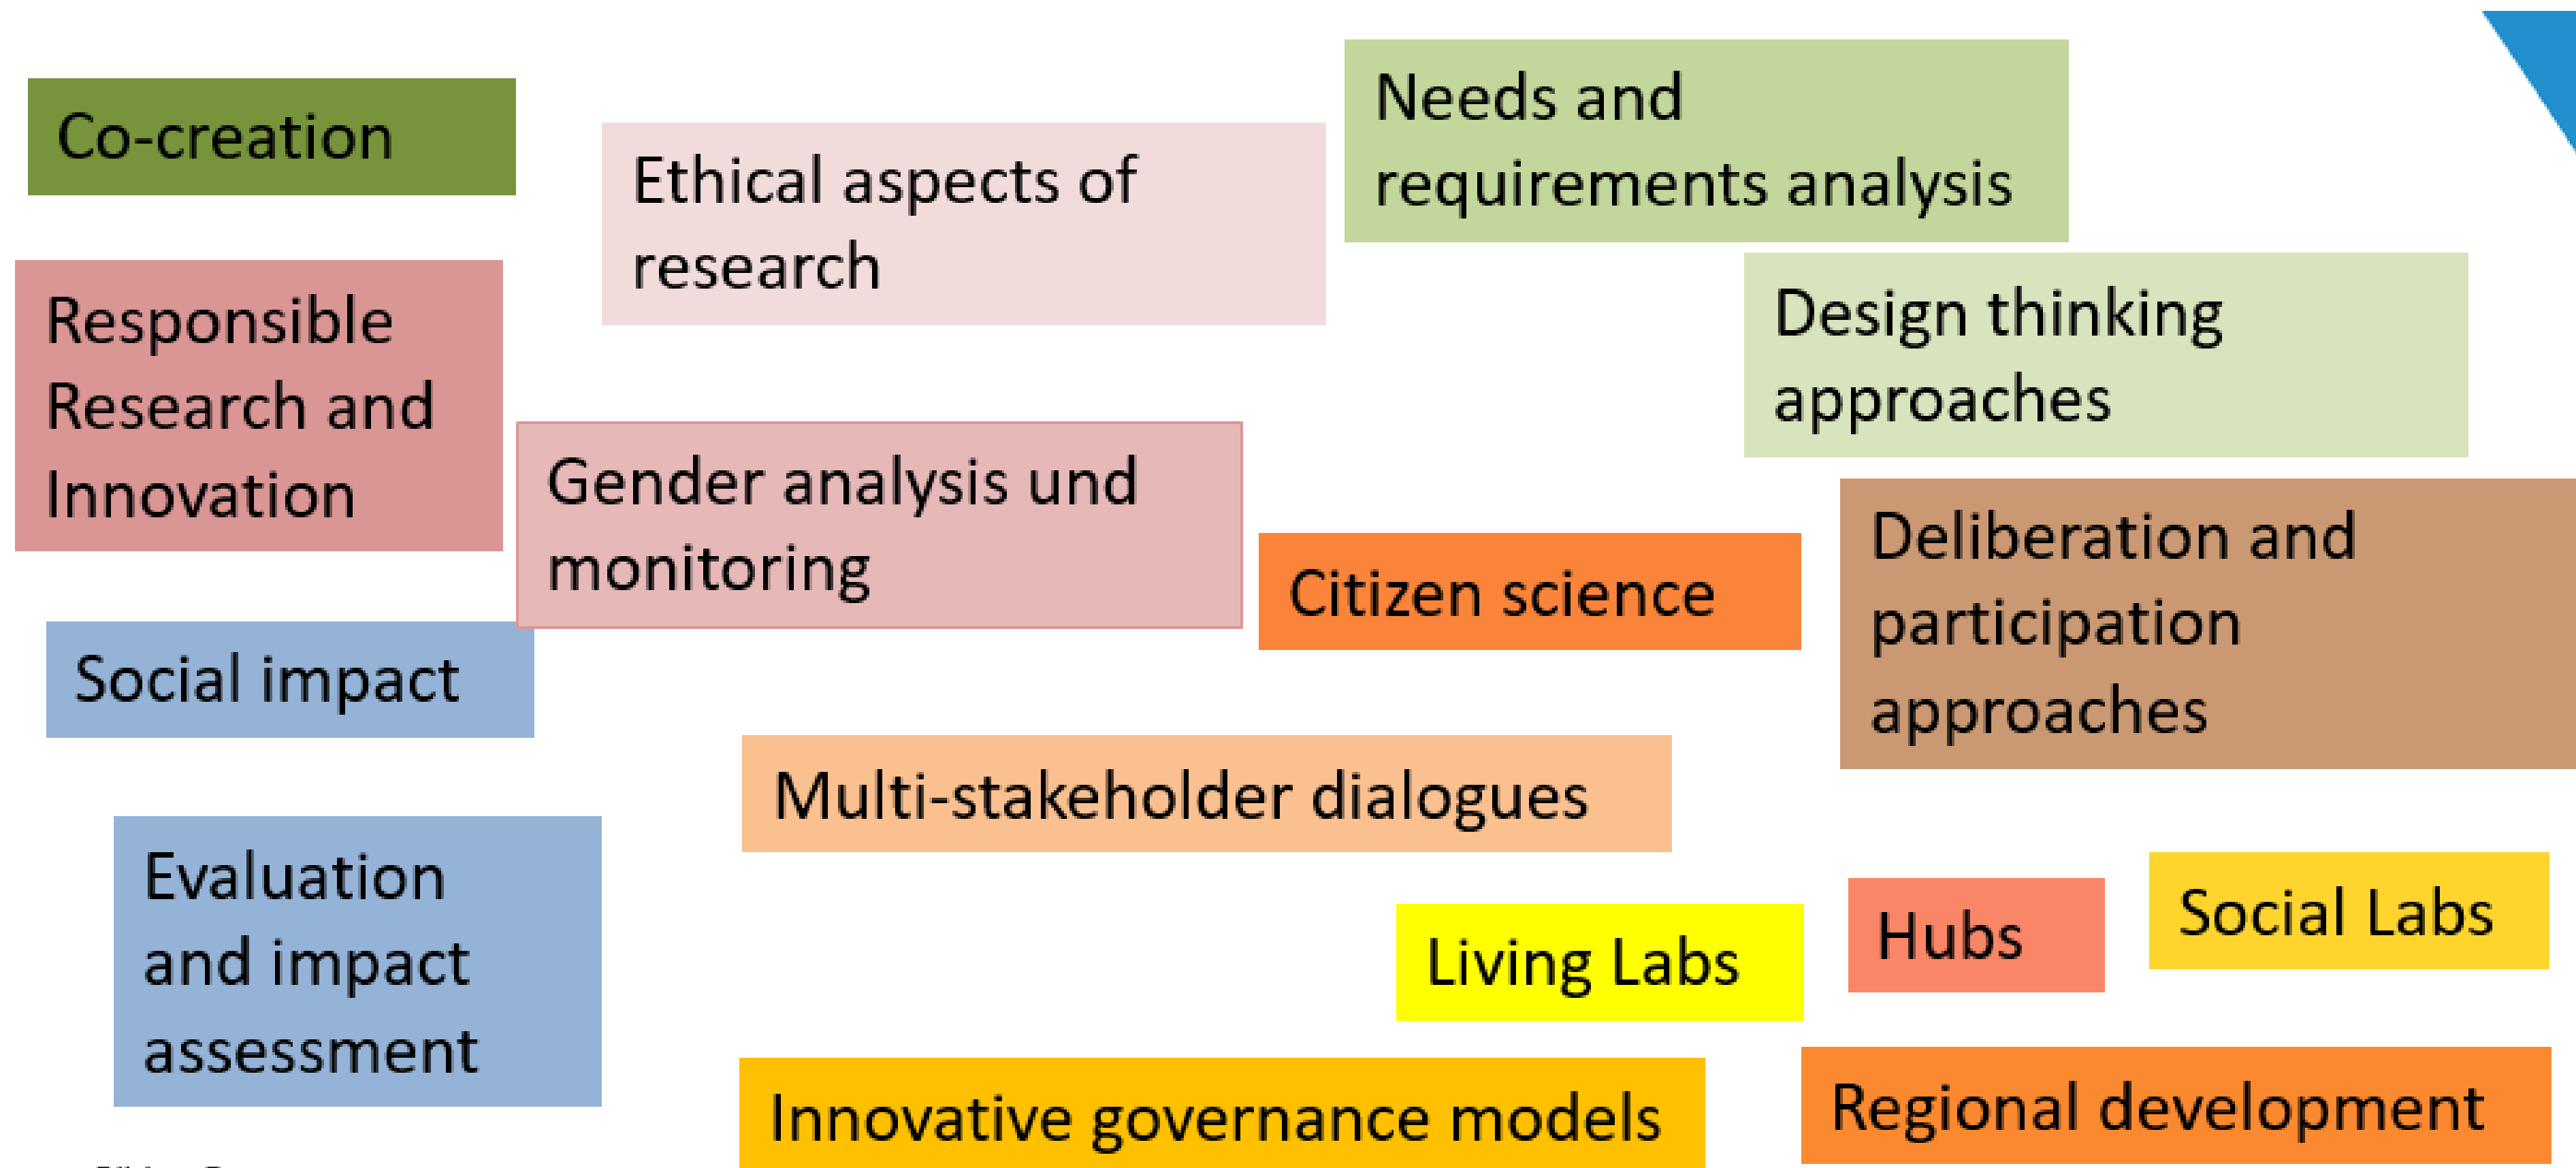 Co-creation
Ethical aspects of
research
Needs and
requirements analysis
Responsible
Research and
Innovation
Design thinking
approaches
Gender analysis und
monitoring
Citizen science
Deliberation and
participation
approaches
Social impact
Multi-stakeholder dialogues
Evaluation
and impact
assessment
Living Labs
Hubs
Social Labs
Innovative governance models
Regional development